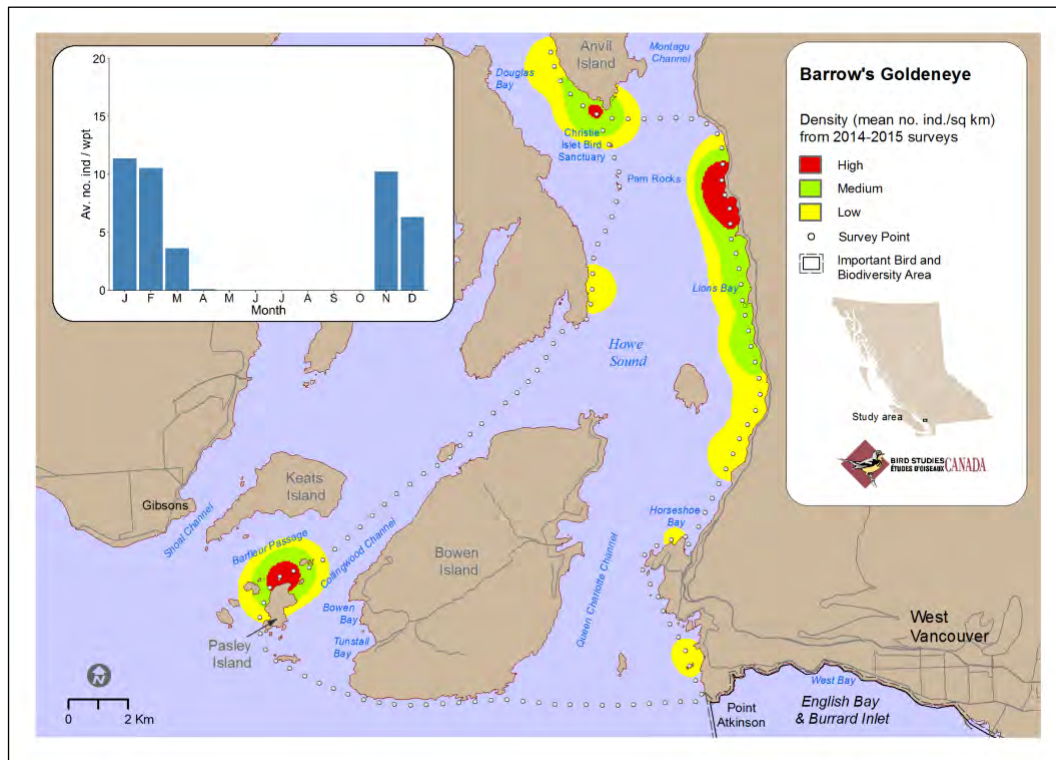 20
15
10
5
0
Av. no. ind / wpt
J F M A M J J A S O N D
Month
Anvil
Island
Montagu
Channel
Douglas
Bay
Christie
Islet Bird
Sanctuary
Pam Rocks
Lions Bay
Howe
Sound
Keats
Island
Gibsons
Shoal Channel
Barfleur Passage
Collingwood Channel
Bowen
Island
Horseshoe
Bay
Queen Charlotte Channel
Bowen
Bay
Tunstall
Bay
Pasley
Island
West
Vancouver
West Bay
Point
Atkinson
English Bay
& Burrard Inlet
N
0 2 Km
Barrow's Goldeneye
Density (mean no. ind./sq km)
from 2014-2015 surveys
High
Medium
Low
Survey Point
Important Bird and
Biodiversity Area
Study area
BIRD STUDIES
ÉTUDES D'OISEAUX CANADA